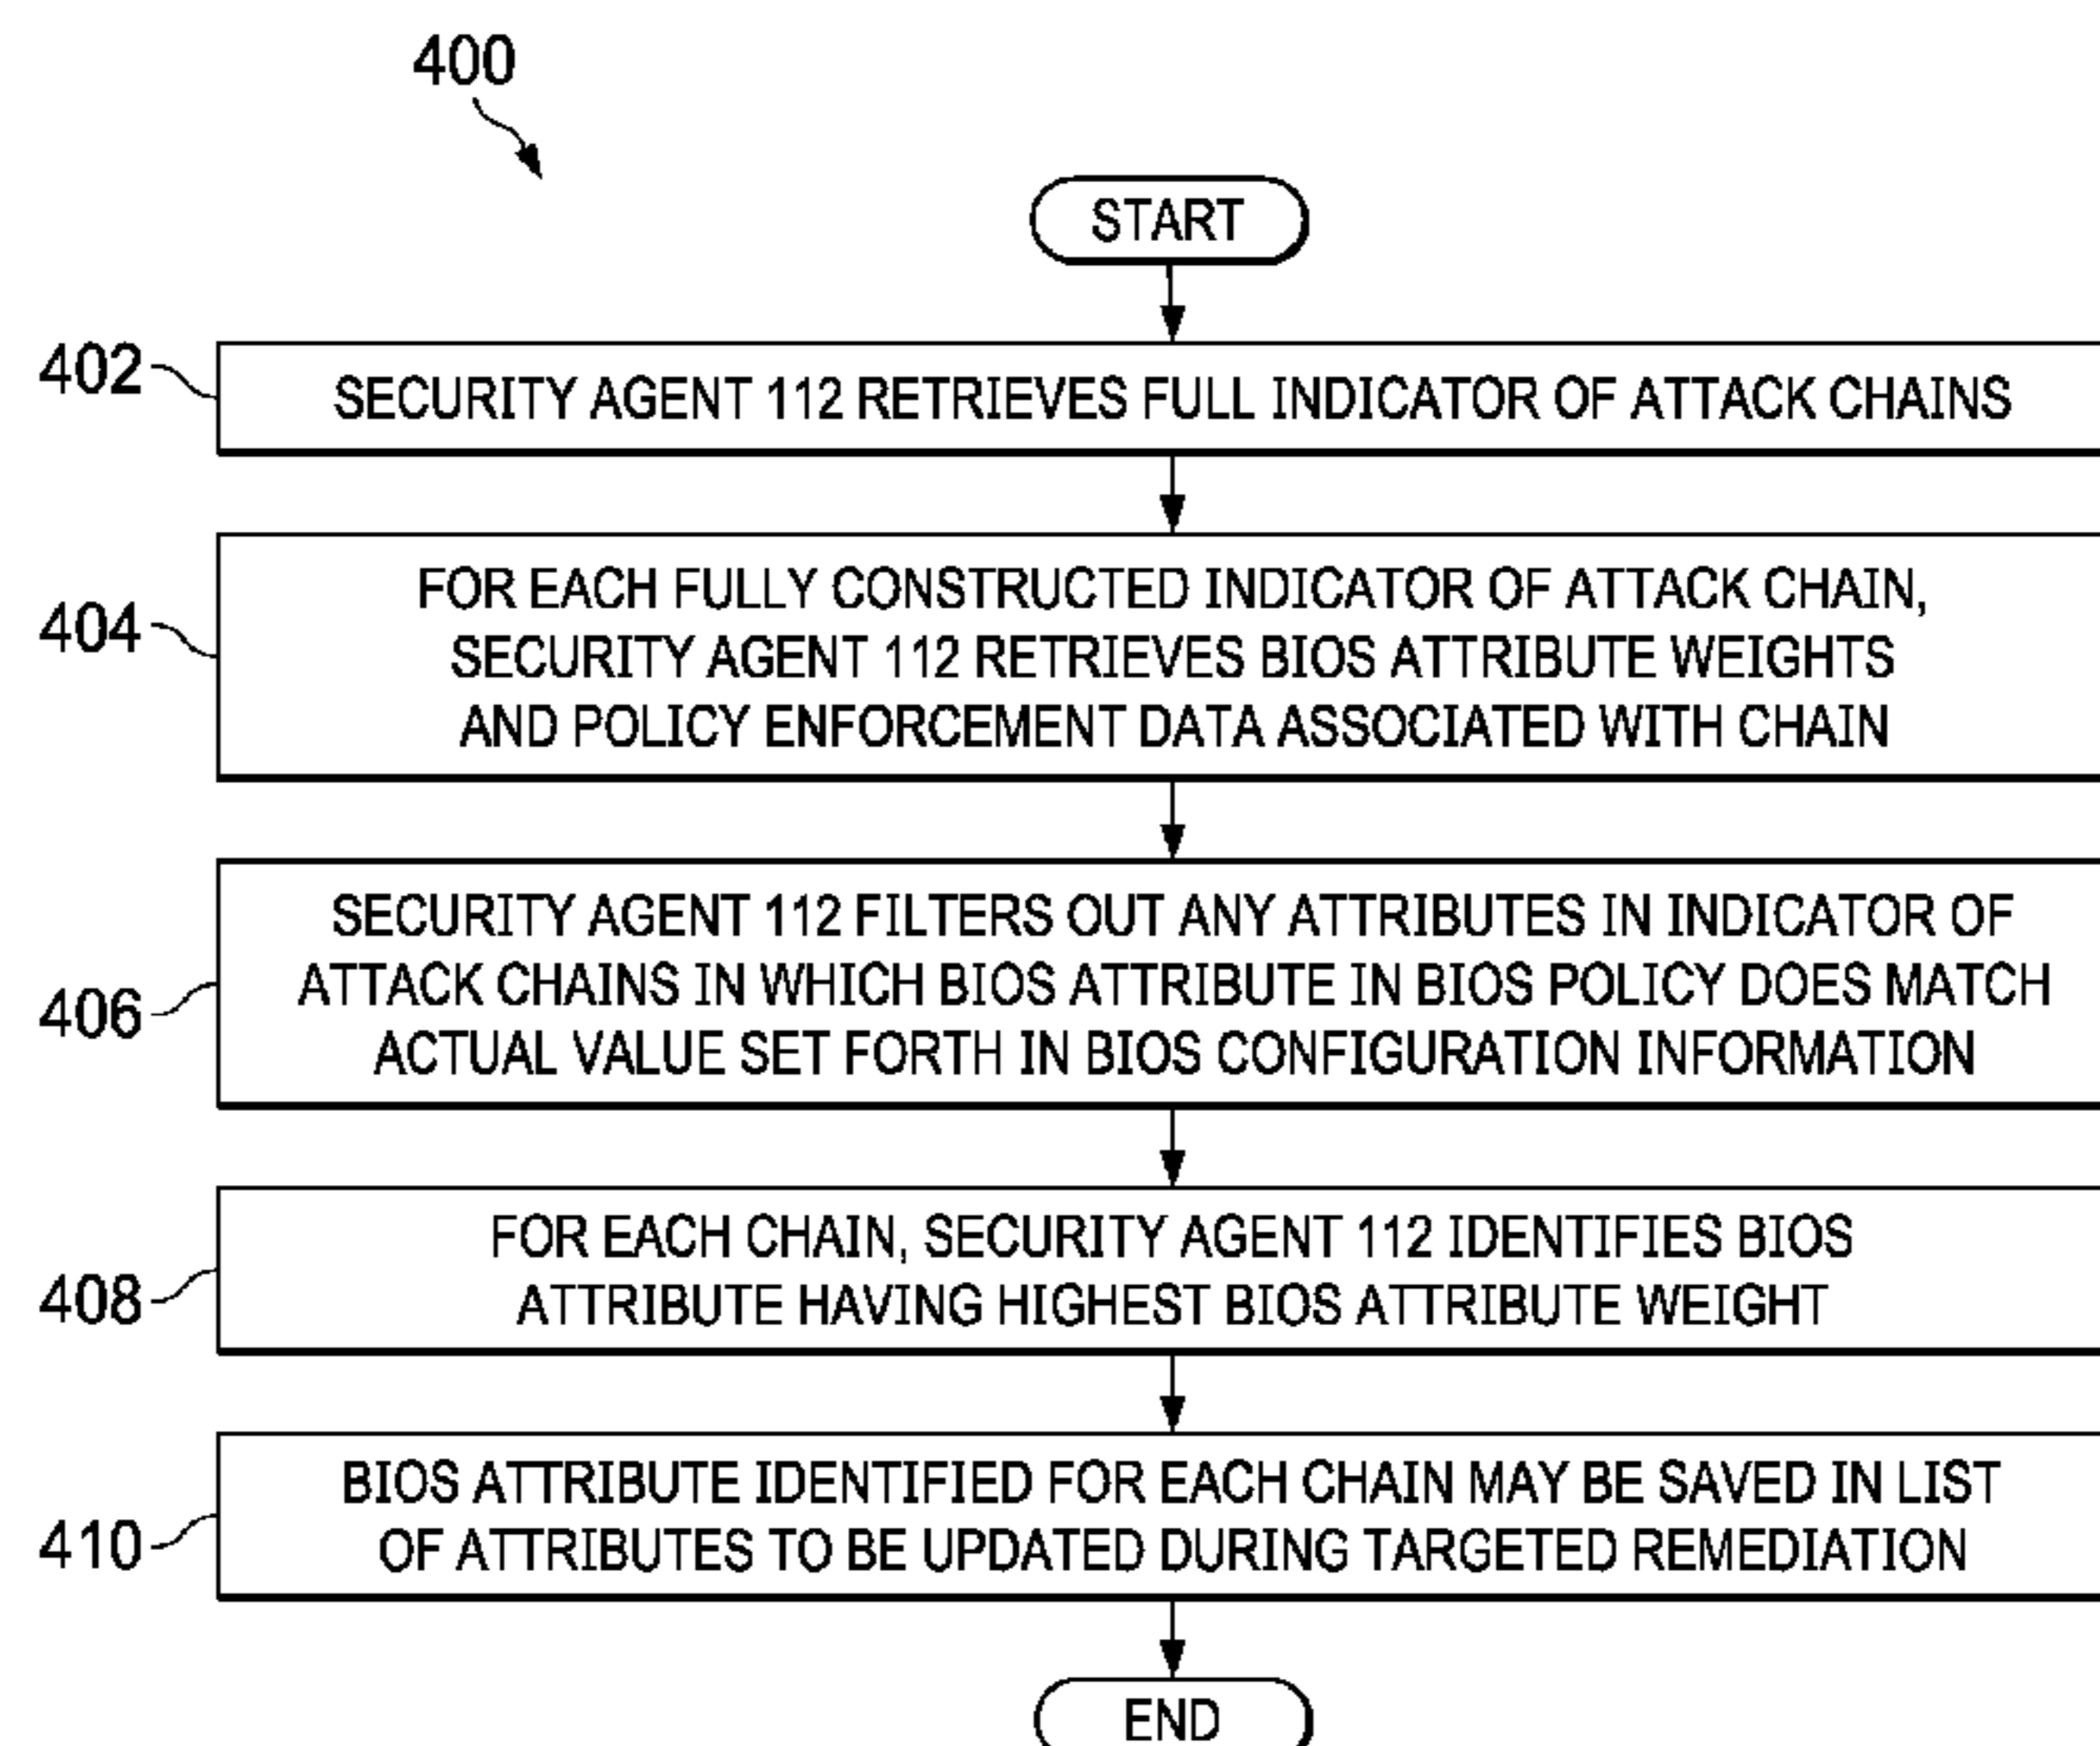 400
START
402
SECURITY AGENT 112 RETRIEVES FULL INDICATOR OF ATTACK CHAINS
404
FOR EACH FULLY CONSTRUCTED INDICATOR OF ATTACK CHAIN,
SECURITY AGENT 112 RETRIEVES BIOS ATTRIBUTE WEIGHTS
AND POLICY ENFORCEMENT DATA ASSOCIATED WITH CHAIN
406
SECURITY AGENT 112 FILTERS OUT ANY ATTRIBUTES IN INDICATOR OF
ATTACK CHAINS IN WHICH BIOS ATTRIBUTE IN BIOS POLICY DOES MATCH
ACTUAL VALUE SET FORTH IN BIOS CONFIGURATION INFORMATION
408
FOR EACH CHAIN, SECURITY AGENT 112 IDENTIFIES BIOS
ATTRIBUTE HAVING HIGHEST BIOS ATTRIBUTE WEIGHT
410
BIOS ATTRIBUTE IDENTIFIED FOR EACH CHAIN MAY BE SAVED IN LIST
OF ATTRIBUTES TO BE UPDATED DURING TARGETED REMEDIATION
END